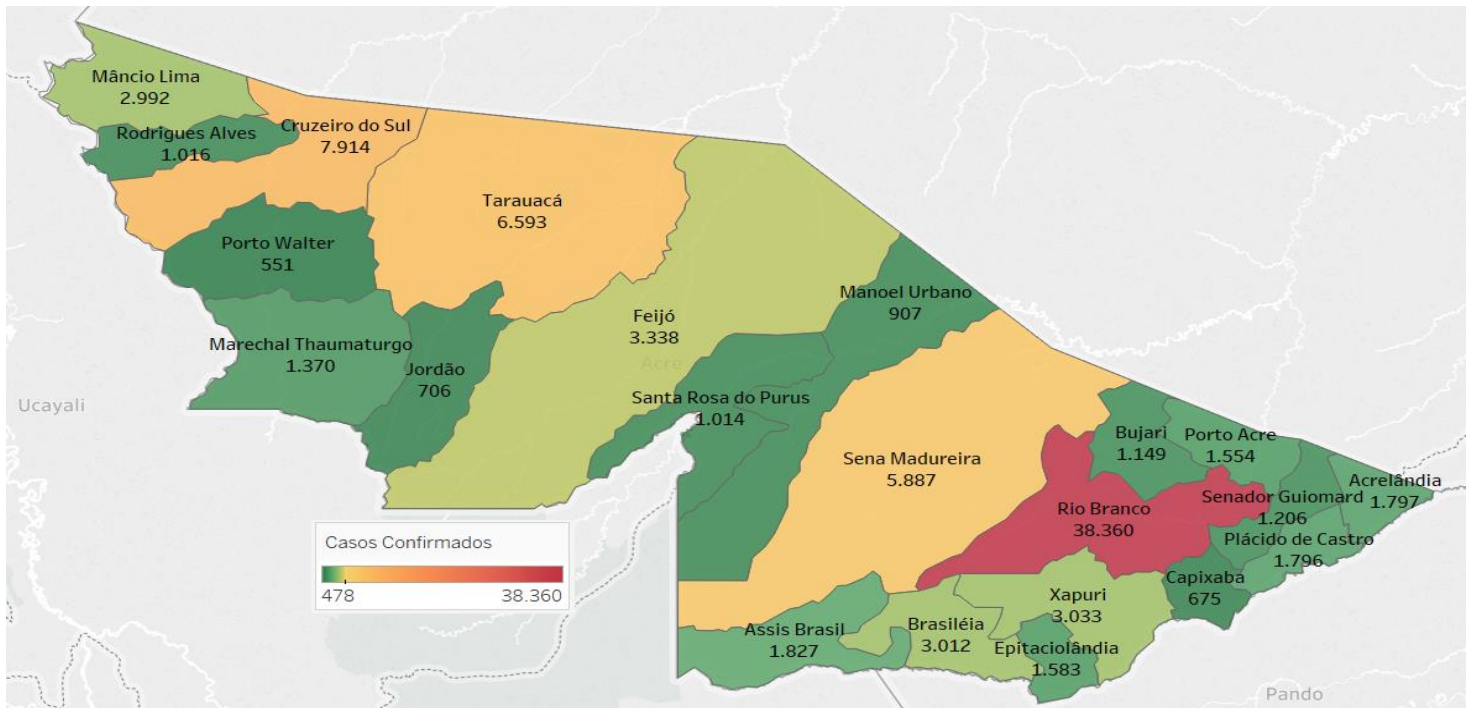 Mâncio Lima
2.992
Rodrigues Alves
1.016
Cruzeiro do Sul
7.914
Tarauacá
6.593
Porto Walter
551
Marechal Thaumaturgo
1.370
Jordão
706
Feijó
3.338
Acre
Manoel Urbano
907
Santa Rosa do Purus
1.014
Sena Madureira
5.887
Bujari
1.149
Porto Acre
1.554
Acrelândia
1.797
Senador Guiomard
1.206
Rio Branco
38.360
Plácido de Castro
1.796
Capixaba
675
Xapuri
3.033
Assis Brasil
1.827
Brasiléia
3.012
Epitaciolândia
1.583
Ucayali
Pando
Casos Confirmados
478 38.360